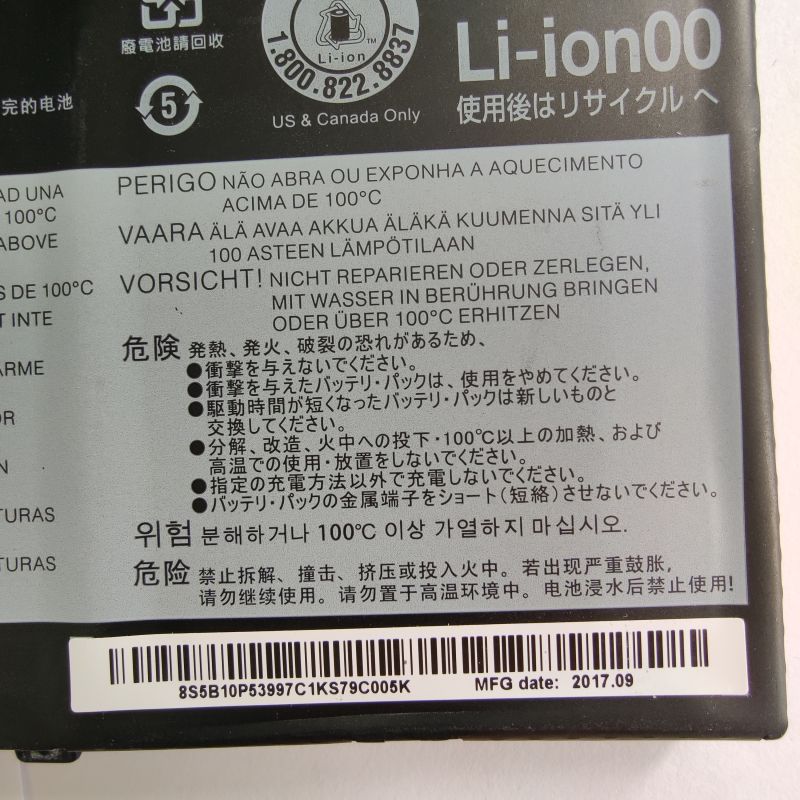 廢電池請回收
Li-ion
TM
1.800.822.8837
US & Canada Only
Li-ion00
使用後はリサイクル へ
完的电池
5
AD UNA
100°C
ABOVE
S DE 100°C
T INTE
ARME
OR
N
TURAS
TURAS
PERIGO NÃO ABRA OU EXPONHA A AQUECIMENTO
ACIMA DE 100°C
VAARA ÄLÄ AVAA AKKUA ÄLÄKÄ KUUMENNA SITÄ YLI
100 ASTEEN LÄMPÖTILAAN
VORSICHT! NICHT REPARIEREN ODER ZERLEGEN,
MIT WASSER IN BERÜHRUNG BRINGEN
ODER ÜBER 100°C ERHITZEN
危険 発熱、発火、破裂の恐れがあるため、
●衝撃を与えないでください。
●衝撃を与えたバッテリ・パックは、使用をやめてください。
●駆動時間が短くなったバッテリ・パックは新しいものと
交換してください。
●分解、改造、火中への投下・100℃以上の加熱、および
高温での使用・放置をしないでください。
●指定の充電方法以外で充電しないでください。
●バッテリ・パックの金属端子をショート(短絡)させないでください。
위험 분해하거나 100℃ 이상 가열하지 마십시오.
危险 禁止拆解、撞击、挤压或投入火中。若出现严重鼓胀,
请勿继续使用。请勿置于高温环境中。电池浸水后禁止使用!
8S5B10P53997C1KS79C005K MFG date: 2017.09